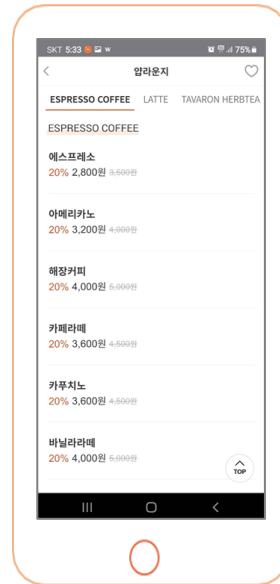 SKT 5:33 W 75%
얍라운지
ESPRESSO COFFEE LATTE TAVARON HERBTEA
ESPRESSO COFFEE
에스프레소
20% 2,800원 3,500원
아메리카노
20% 3,200원 4,000원
해장커피
20% 4,000원 5,000원
카페라떼
20% 3,600원 4,500원
카푸치노
20% 3,600원 4,500원
바닐라라떼
20% 4,000원 5,000원
TOP